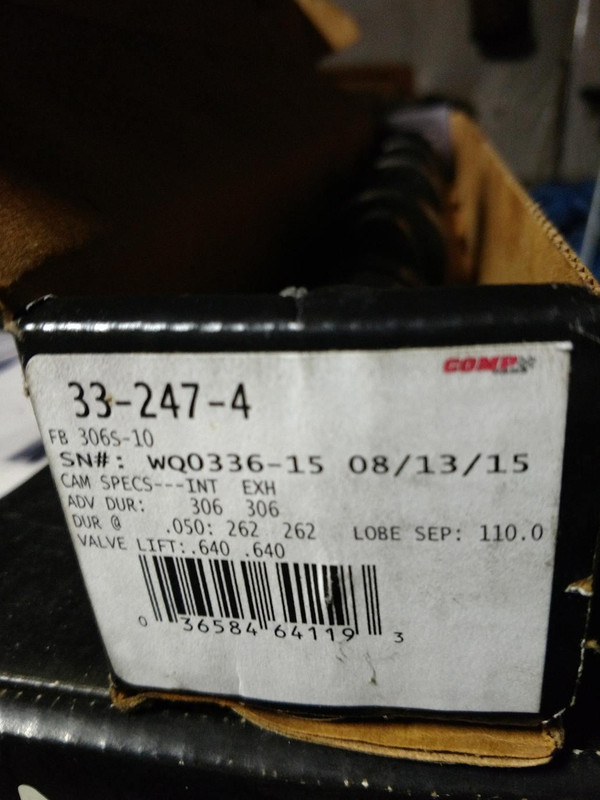 COMP
33-247-4
FB 306S-10
SN#: WQ0336-15 08/13/15
CAM SPECS---INT EXH
ADV DUR: 306 306
DUR @ .050: 262 262 LOBE SEP: 110.0
VALVE LIFT:.640 .640
0 36584 64119 3